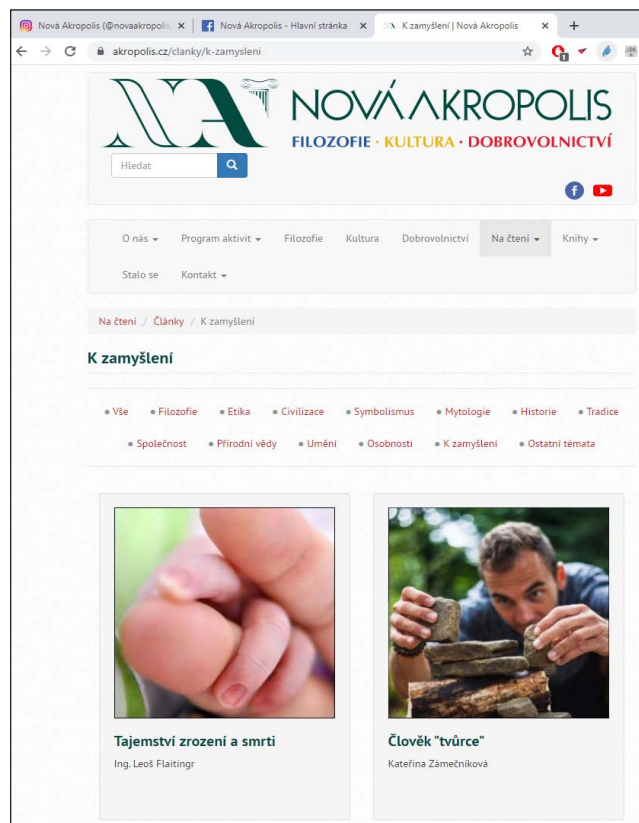 Nová Akropolis (@novaakropolis
Nová Akropolis - Hlavní stránka
K zamyšlení | Nová Akropolis
akropolis.cz/clanky/k-zamysleni
1
NA
NOVÁ AKROPOLIS
FILOZOFIE · KULTURA · DOBROVOLNICTVÍ
Hledat
O nás Program aktivit Filozofie Kultura Dobrovolnictví Na čtení Knihy
Stalo se Kontakt
Na čtení / Články / K zamyšlení
K zamyšlení
• Vše • Filozofie • Etika • Civilizace • Symbolismus • Mytologie • Historie • Tradice
• Společnost • Přírodní vědy • Umění • Osobnosti • K zamyšlení • Ostatní témata
Tajemství zrození a smrti
Ing. Leoš Flaitingr
Člověk "tvůrce"
Kateřina Zámečníková